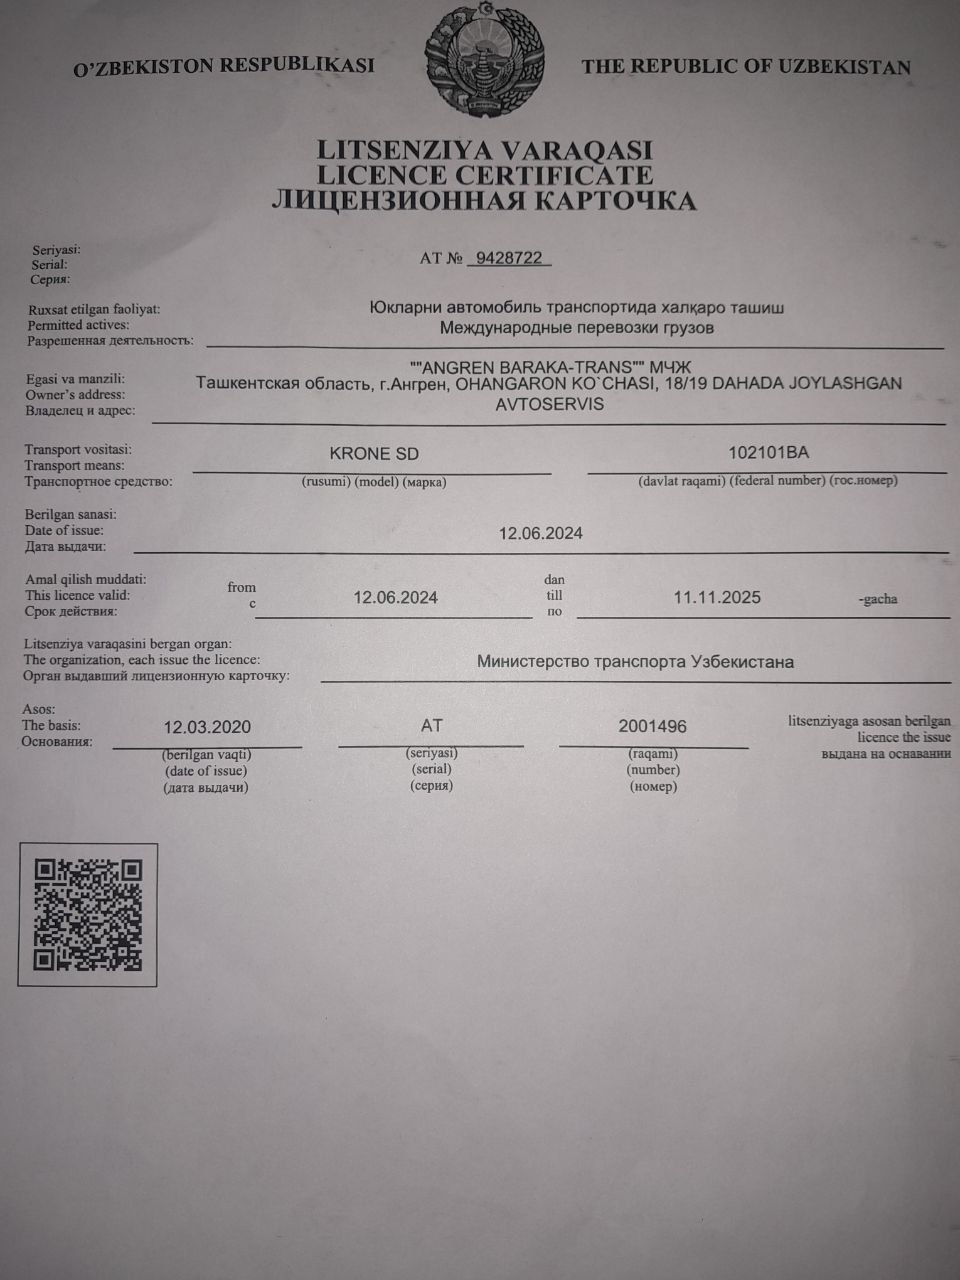 O’ZBEKISTON RESPUBLIKASI
THE REPUBLIC OF UZBEKISTAN
LITSENZIYA VARAQASI
LICENCE CERTIFICATE
ЛИЦЕНЗИОННАЯ КАРТОЧКА
Seriyasi:
Serial:
Серия:
АТ № 9428722
Ruxsat etilgan faoliyat:
Permitted actives:
Разрешенная деятельность:
Юкларни автомобиль транспортида халқаро ташиш
Международные перевозки грузов
Egasi va manzili:
Owner’s address:
Владелец и адрес:
""ANGREN BARAKA-TRANS"" МЧЖ
Ташкентская область, г.Ангрен, OHANGARON KO`CHASI, 18/19 DAHADA JOYLASHGAN
AVTOSERVIS
Transport vositasi:
Transport means:
Транспортное средство:
KRONE SD
102101BA
(rusumi) (model) (марка)
(davlat raqami) (federal number) (гос.номер)
Berilgan sanasi:
Date of issue:
Дата выдачи:
12.06.2024
Amal qilish muddati:
This licence valid:
Срок действия:
from
с
12.06.2024
dan
till
по
11.11.2025
-gacha
Litsenziya varaqasini bergan organ:
The organization, each issue the licence:
Орган выдавший лицензионную карточку:
Министерство транспорта Узбекистана
Asos:
The basis:
Основания:
12.03.2020
(berilgan vaqti)
(date of issue)
(дата выдачи)
АТ
(seriyasi)
(serial)
(серия)
2001496
(raqami)
(number)
(номер)
litsenziyaga asosan berilgan
licence the issue
выдана на оснавании